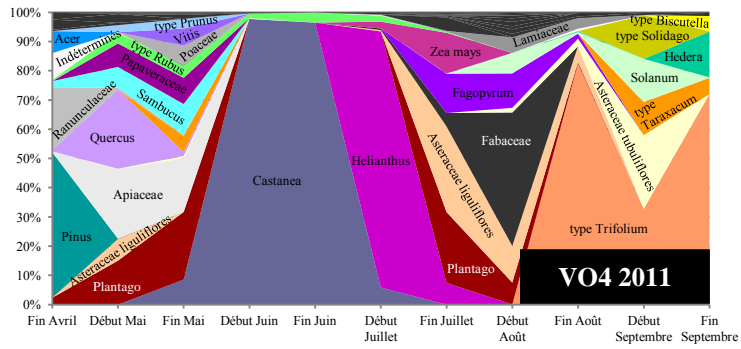 100%
90%
80%
70%
60%
50%
40%
30%
20%
10%
0%
Acer
Indéterminés
Ranunculaceae
Pinus
type Prunus
Vitis
Poaceae
type Rubus
Papaveraceae
Sambucus
Quercus
Apiaceae
Asteraceae liguliflores
Plantago
Castanea
Helianthus
Zea mays
Lamiaceae
Fagopyrum
Fabaceae
Asteraceae liguliflores
Plantago
type Biscutella
type Solidago
Hedera
Solanum
type
Taraxacum
Asteraceae tubuliflores
type Trifolium
VO4 2011
Fin Avril
Début Mai
Fin Mai
Début Juin
Fin Juin
Début
Juillet
Fin Juillet
Début
Août
Fin Août
Début
Septembre
Fin
Septembre